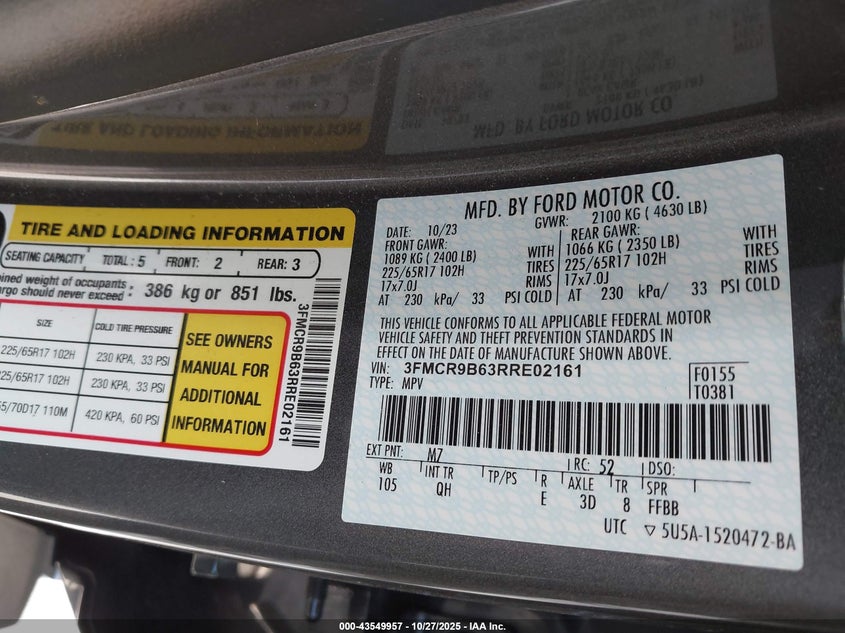 TIRE AND LOADING INFORMATION
SEATING CAPACITY TOTAL: 5 FRONT: 2 REAR: 3
weight of occupants
should never exceed: 386 kg or 851 lbs.
SIZE COLD TIRE PRESSURE
225/65R17 102H 230 KPA, 33 PSI
225/65R17 102H 230 KPA, 33 PSI
5/70D17 110M 420 KPA, 60 PSI
SEE OWNERS
MANUAL FOR
ADDITIONAL
INFORMATION
3FMCR9B63RRE02161
MFD. BY FORD MOTOR CO.
DATE: 10/23 GVWR: 2100 KG ( 4630 LB)
FRONT GAWR: REAR GAWR:
1089 KG ( 2400 LB) WITH 1066 KG ( 2350 LB) WITH
225/65R17 102H TIRES 225/65R17 102H TIRES
17x7.0J RIMS 17x7.0J RIMS
AT 230 kPa/ 33 PSI COLD AT 230 kPa/ 33 PSI COLD
THIS VEHICLE CONFORMS TO ALL APPLICABLE FEDERAL MOTOR
VEHICLE SAFETY AND THEFT PREVENTION STANDARDS IN
EFFECT ON THE DATE OF MANUFACTURE SHOWN ABOVE.
VIN: 3FMCR9B63RRE02161
TYPE: MPV
F0155
T0381
EXT PNT: M7 RC: 52 DSO:
WB INT TR TP/PS R AXLE TR SPR
105 QH E 3D 8 FFBB
UTC ▽ 5U5A-1520472-BA
000-43549957 - 10/27/2025 - IAA Inc.